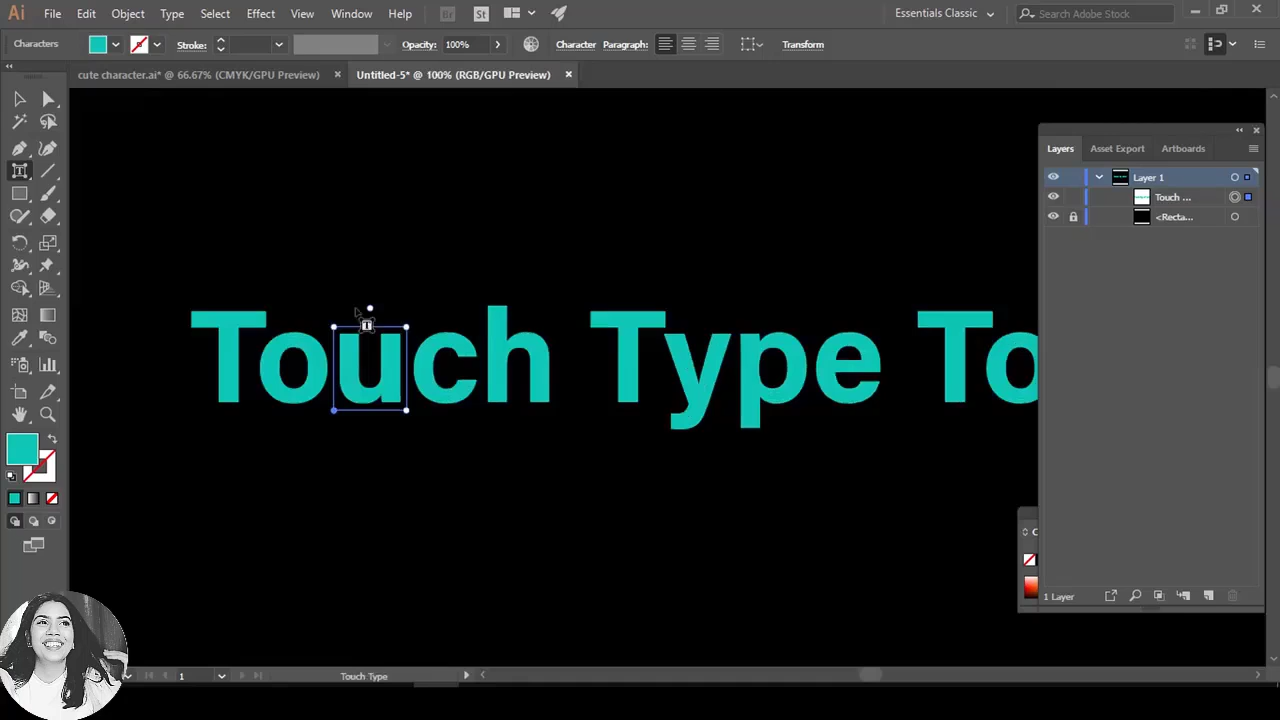 Ai File Edit Object Type Select Effect View Window Help Br St Essentials Classic Search Adobe Stock
Characters Stroke: Opacity: 100% Character Paragraph: Transform
cute character.ai* @ 66.67% (CMYK/GPU Preview) Untitled-5* @ 100% (RGB/GPU Preview)
Layers Asset Export Artboards
Layer 1
Touch ...
<Recta...
Touch Type To
C
1 Layer
1 Touch Type